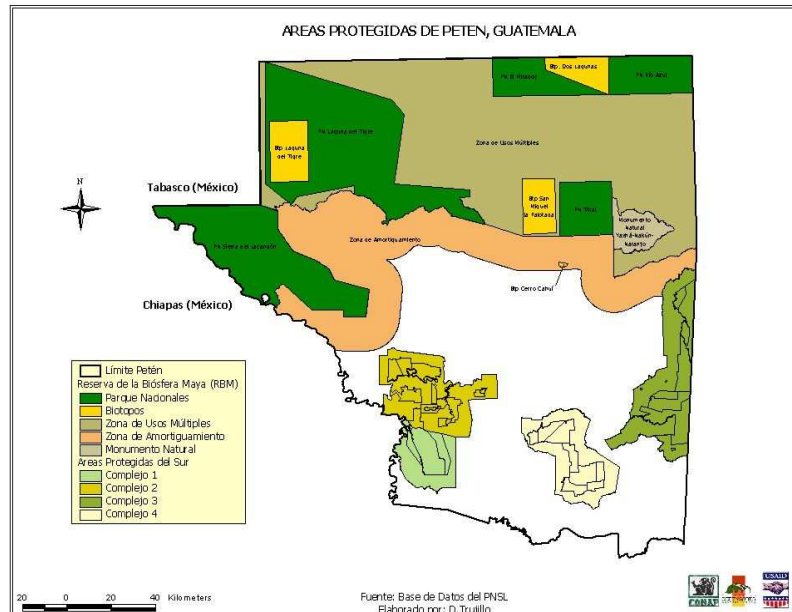 AREAS PROTEGIDAS DE PETEN, GUATEMALA
PN El Mirador
Btp. Dos Lagunas
PN Río Azul
PN Laguna del Tigre
Btp Laguna
del Tigre
Zona de Usos Múltiples
N
Tabasco (México)
Btp San
Miguel
la Palotada
PN Tikal
Monumento
Natural
Yaxhá-Nakún-
Naranjo
PN Sierra del Lacandón
Zona de Amortiguamiento
Btp Cerro Cahuí
Chiapas (México)
Límite Petén
Reserva de la Biósfera Maya (RBM)
Parque Nacionales
Biotopos
Zona de Usos Múltiples
Zona de Amortiguamiento
Monumento Natural
Areas Protegidas del Sur
Complejo 1
Complejo 2
Complejo 3
Complejo 4
20 0 20 40 Kilometers
Fuente: Base de Datos del PNSL
Elaborado por: D.Trujillo
CONAP
USAID